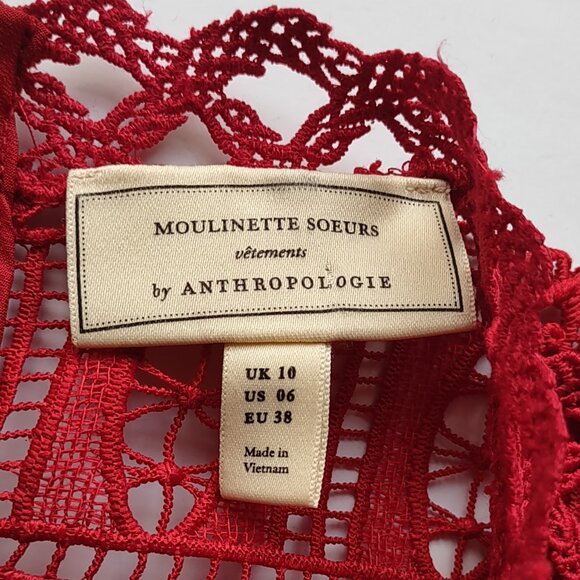 MOULINETTE SOEURS
vêtements
by ANTHROPOLOGIE
UK 10
US 06
EU 38
Made in
Vietnam